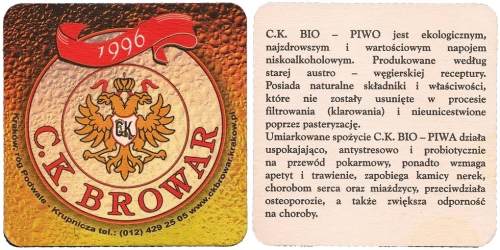 1996
C.K. BROWAR
C.K.
Kraków, róg Podwale - Krupnicza tel.: (012) 429 25 05 www.ckbrowar.krakow.pl
C.K. BIO – PIWO jest ekologicznym,
najzdrowszym i wartościowym napojem
niskoalkoholowym. Produkowane według
starej austro – węgierskiej receptury.
Posiada naturalne składniki i właściwości,
które nie zostały usunięte w procesie
filtrowania (klarowania) i nieunicestwione
poprzez pasteryzację.
Umiarkowane spożycie C.K. BIO – PIWA działa
uspokajająco, antystresowo i probiotycznie
na przewód pokarmowy, ponadto wzmaga
apetyt i trawienie, zapobiega kamicy nerek,
chorobom serca oraz miażdzycy, przeciwdziała
osteoporozie, a także zwiększa odporność
na choroby.